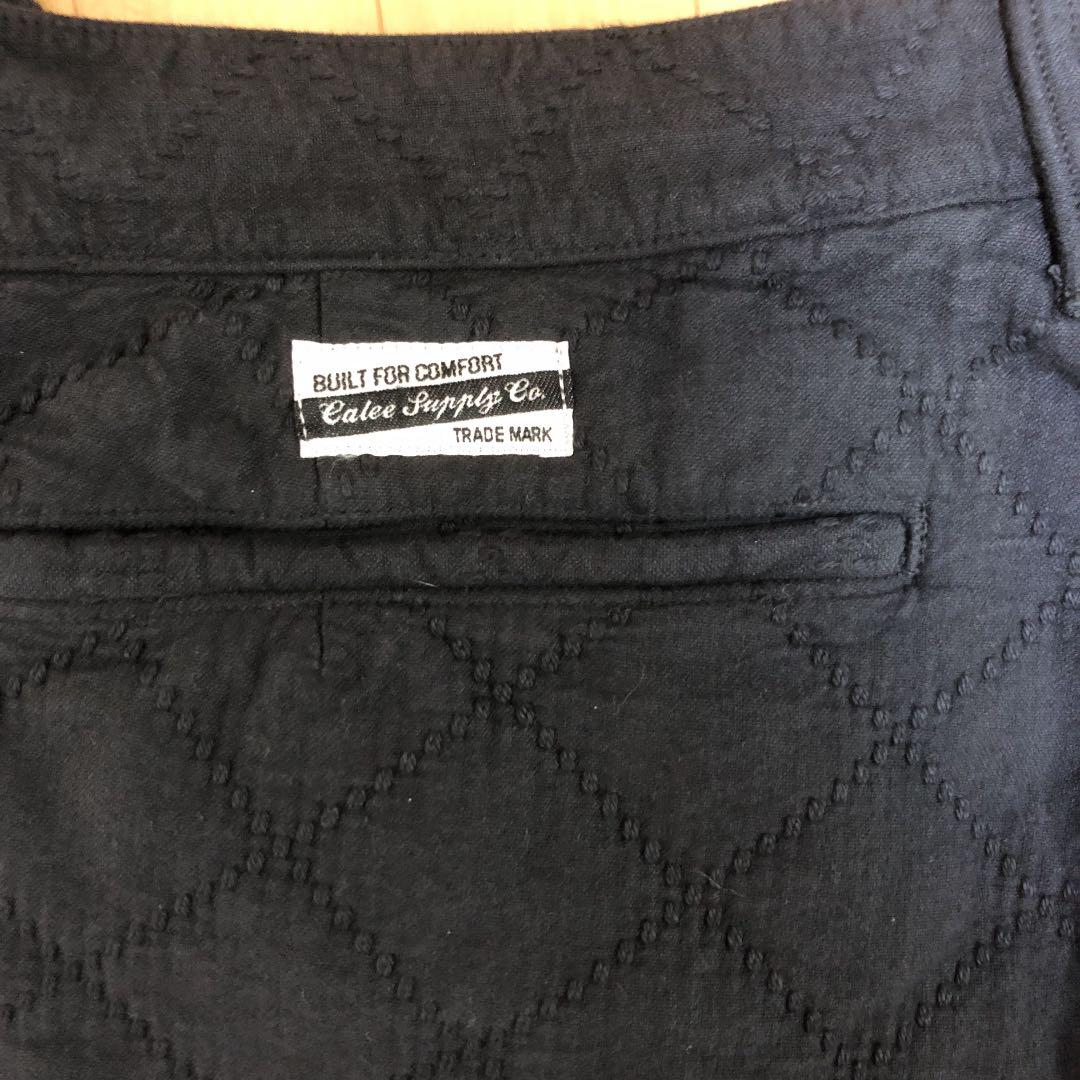 BUILT FOR COMFORT
Calee Supply Co.
TRADE MARK